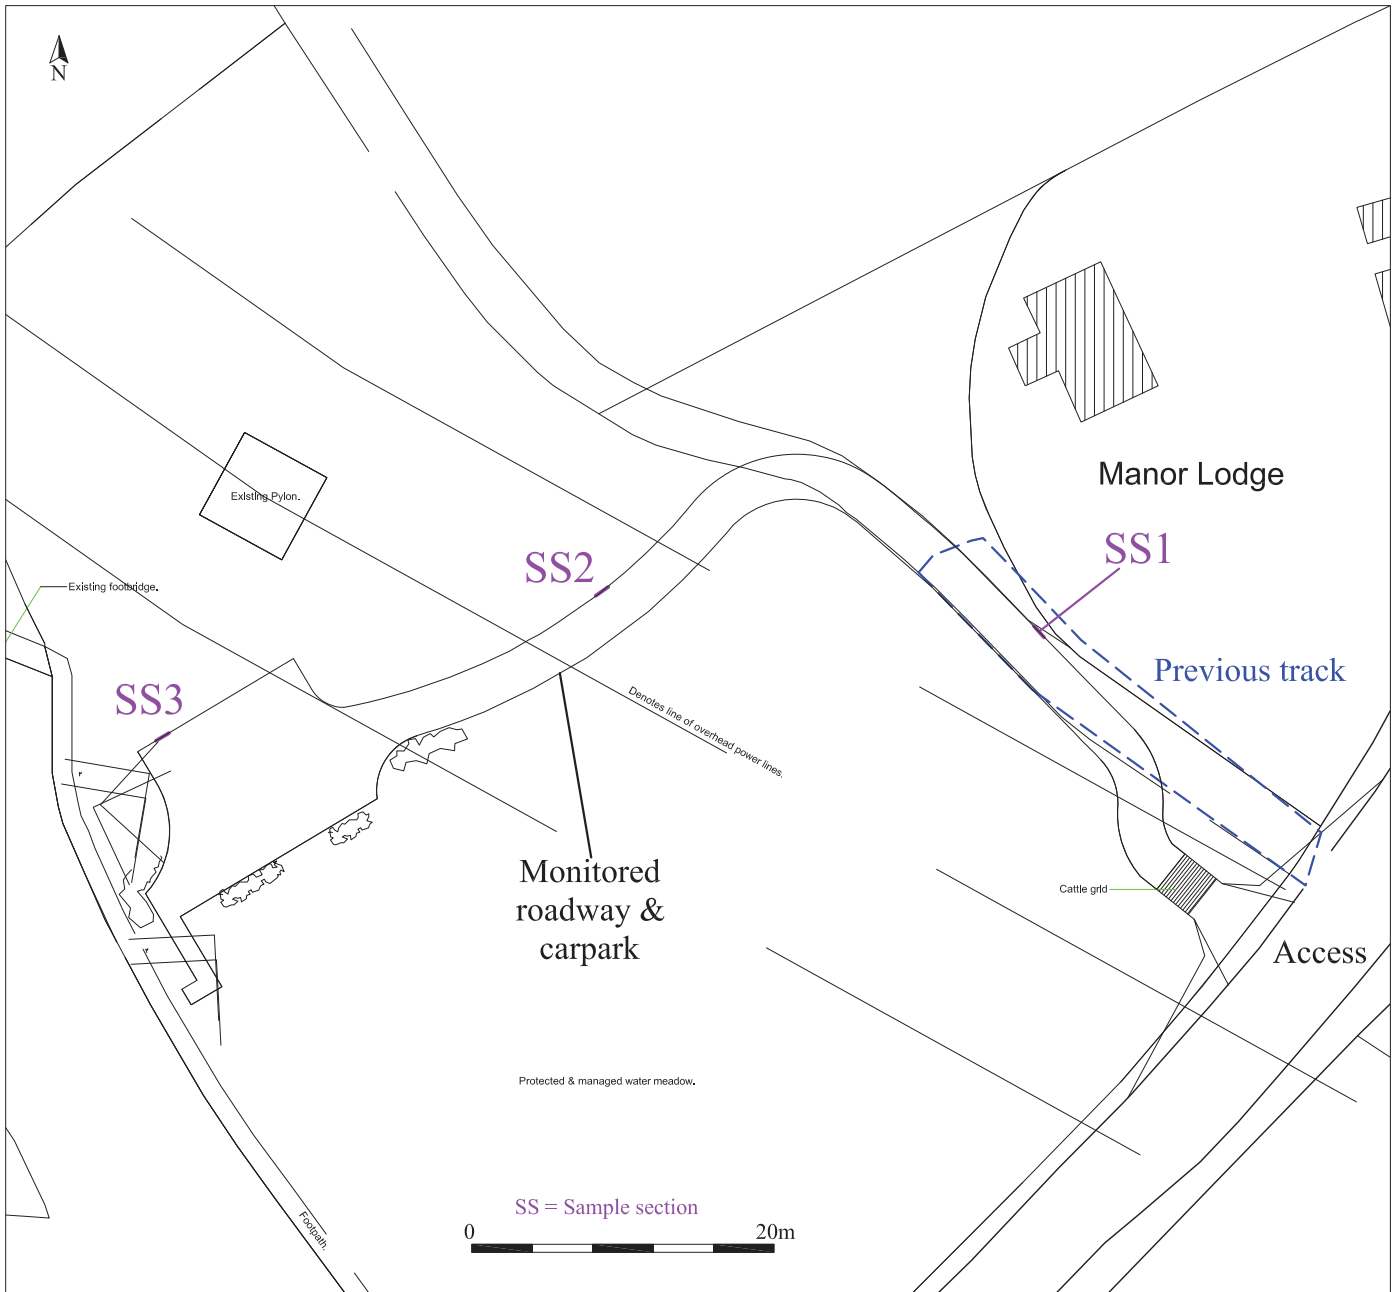 N
Manor Lodge
Existing Pylon.
SS1
SS2
Existing footbridge.
Previous track
SS3
Denotes line of overhead power lines.
Monitored
roadway &
carpark
Cattle grid
Access
Protected & managed water meadow.
SS = Sample section
Footpath.
0
20m